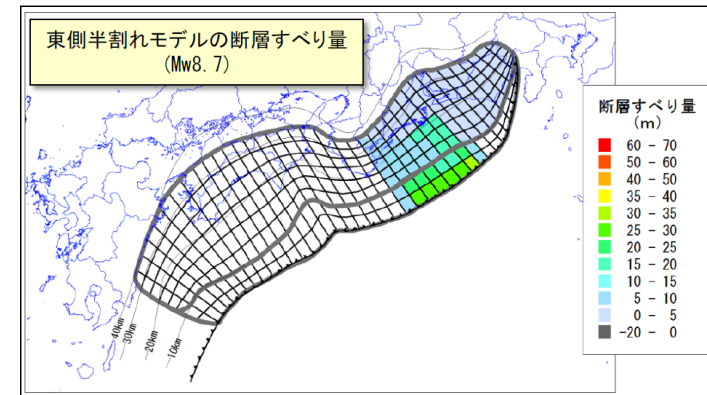 東側半割れモデルの断層すべり量
(Mw8.7)
断層すべり量
(m)
60 - 70
50 - 60
40 - 50
35 - 40
30 - 35
25 - 30
20 - 25
15 - 20
10 - 15
5 - 10
0 - 5
-20 - 0
40km
30km
20km
10km